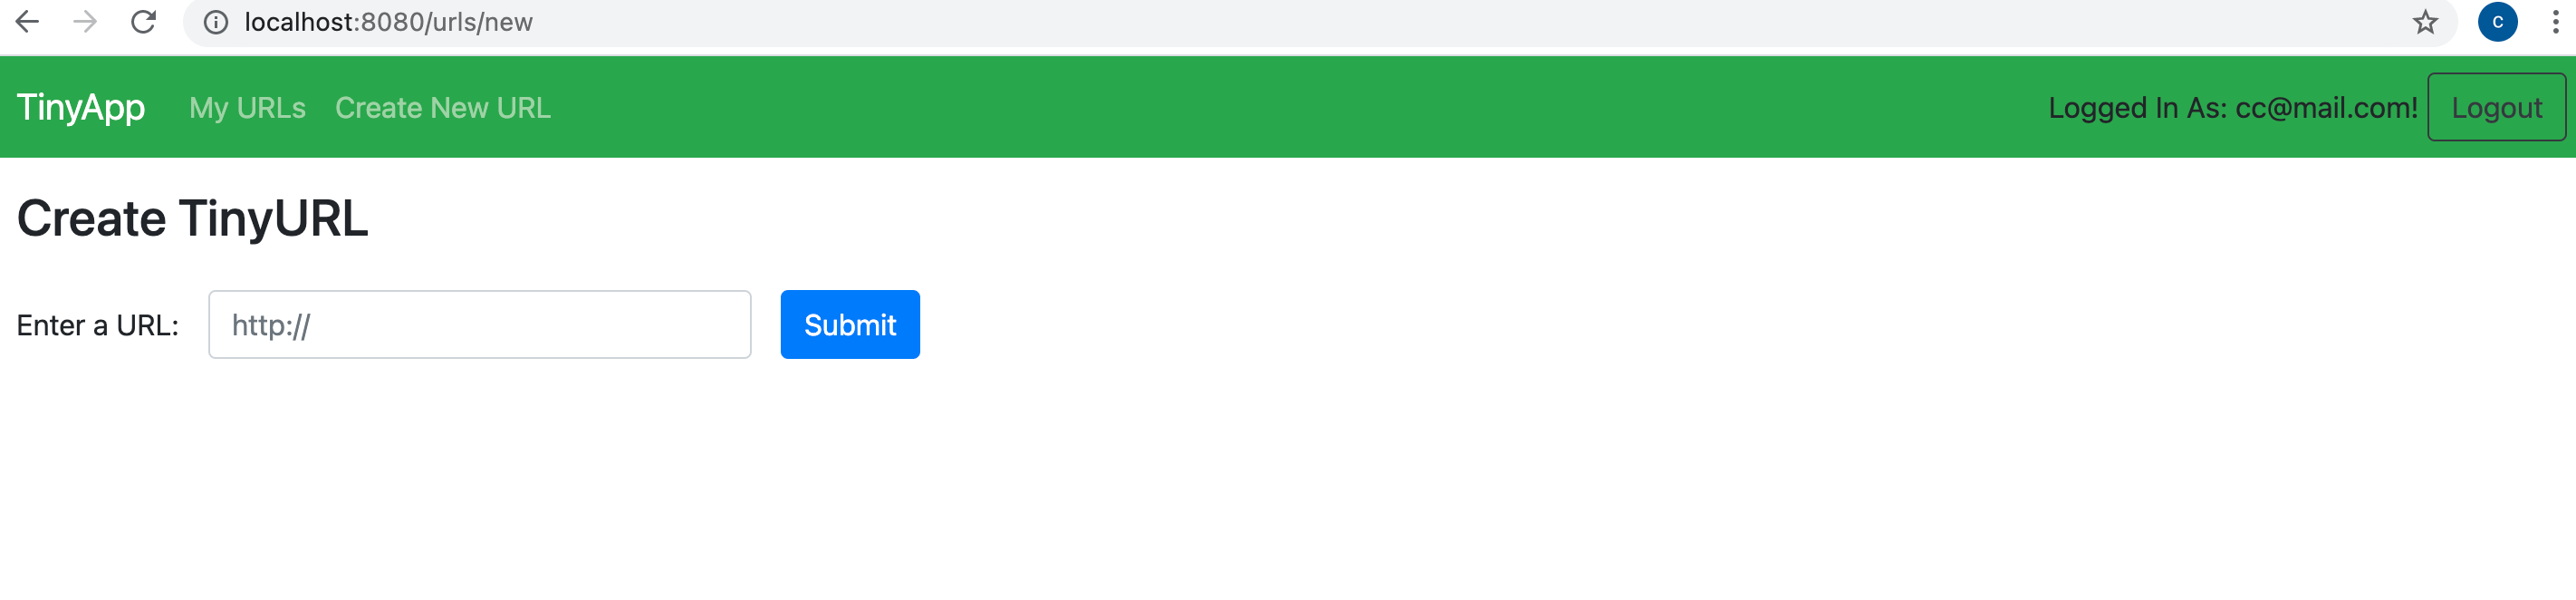 localhost:8080/urls/new
C
TinyApp My URLs Create New URL Logged In As: cc@mail.com! Logout
Create TinyURL
Enter a URL: http:// Submit